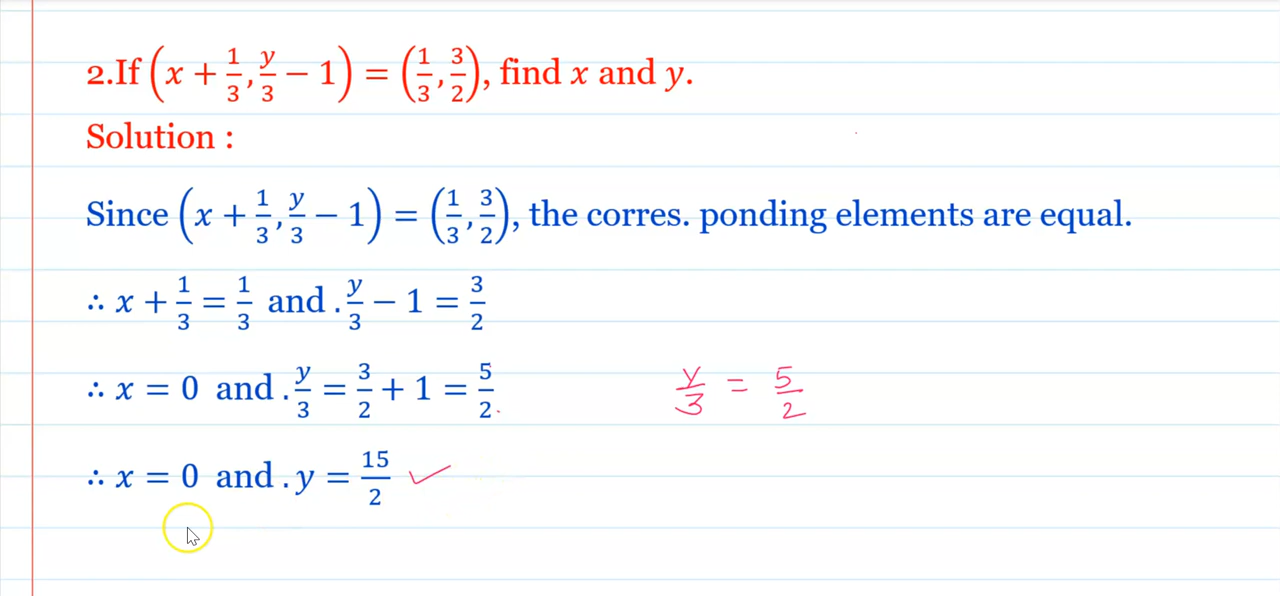 2.If (x + 1/3, y/3 − 1) = (1/3, 3/2), find x and y.
Solution :
Since (x + 1/3, y/3 − 1) = (1/3, 3/2), the corres. ponding elements are equal.
∴ x + 1/3 = 1/3 and .y/3 − 1 = 3/2
∴ x = 0 and .y/3 = 3/2 + 1 = 5/2
y/3 = 5/2
∴ x = 0 and .y = 15/2